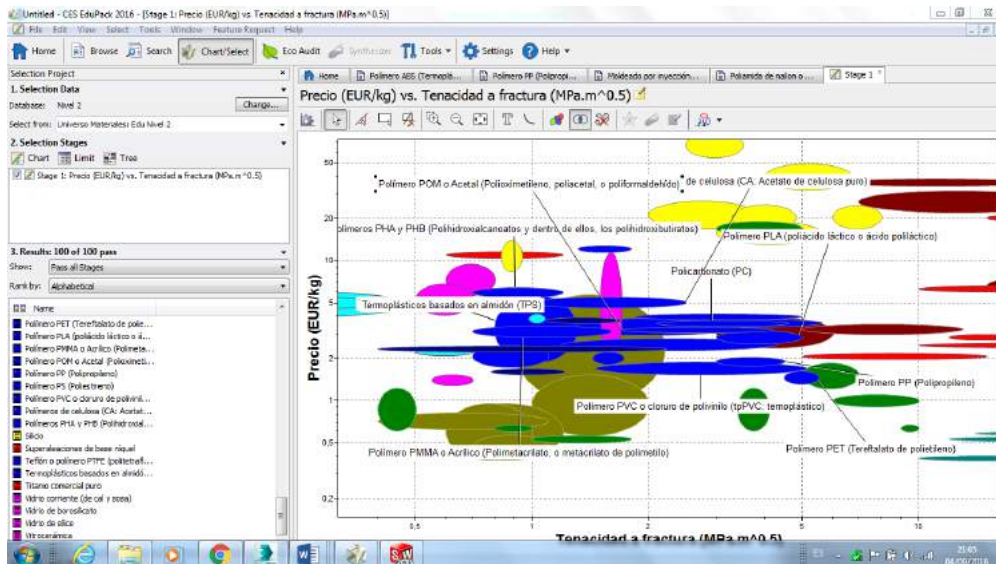 Untitled - CES EduPack 2016 - [Stage 1: Precio (EUR/kg) vs. Tenacidad a fractura (MPa.m^0.5)]
File Edit View Select Tools Window Feature Request Help
Home Browse Search Chart/Select Eco Audit Synthesizer Tools Settings Help
Selection Project
1. Selection Data
Database: Nivel 2 Change...
Select from: Universo Materiales: Edu Nivel 2
2. Selection Stages
Chart Limit Tree
Stage 1: Precio (EUR/kg) vs. Tenacidad a fractura (MPa.m^0.5)
3. Results: 100 of 100 pass
Show: Pass all Stages
Rank by: Alphabetical
Name
Polímero PET (Tereftalato de polie...
Polímero PLA (poliácido láctico o á...
Polímero PMMA o Acrílico (Polimeta...
Polímero POM o Acetal (Polioximeti...
Polímero PP (Polipropileno)
Polímero PS (Poliestireno)
Polímero PVC o cloruro de polivinil...
Polímeros de celulosa (CA: Acetat...
Polímeros PHA y PHB (Polihidroxial...
Silicio
Superaleaciones de base níquel
Teflón o polímero PTFE (politetrafl...
Termoplásticos basados en almidó...
Titanio comercial puro
Vidrio corriente (de cal y sosa)
Vidrio de borosilicato
Vidrio de sílice
Vitrocerámica
Home Polímero ABS (Termoplá... Polímero PP (Polipropi... Moldeado por inyección... Poliamida de nailon o ... Stage 1
Precio (EUR/kg) vs. Tenacidad a fractura (MPa.m^0.5)
Precio (EUR/kg)
50
20
10
5
2
1
0.5
0.2
Polímero POM o Acetal (Polioximetileno, poliacetal, o poliformaldehído)
de celulosa (CA: Acetato de celulosa puro)
olímeros PHA y PHB (Polihidroxialcanoatos y dentro de ellos, los polihidroxibutiratos)
Polímero PLA (poliácido láctico o ácido poliláctico)
Policarbonato (PC)
Termoplásticos basados en almidón (TPS)
Polímero PP (Polipropileno)
Polímero PVC o cloruro de polivinilo (tpPVC: termoplástico)
Polímero PMMA o Acrílico (Polimetacrilato, o metacrilato de polimetilo)
Polímero PET (Tereftalato de polietileno)
0.5 1 2 5 10
Tenacidad a fractura (MPa.m^0.5)
ES 21:05